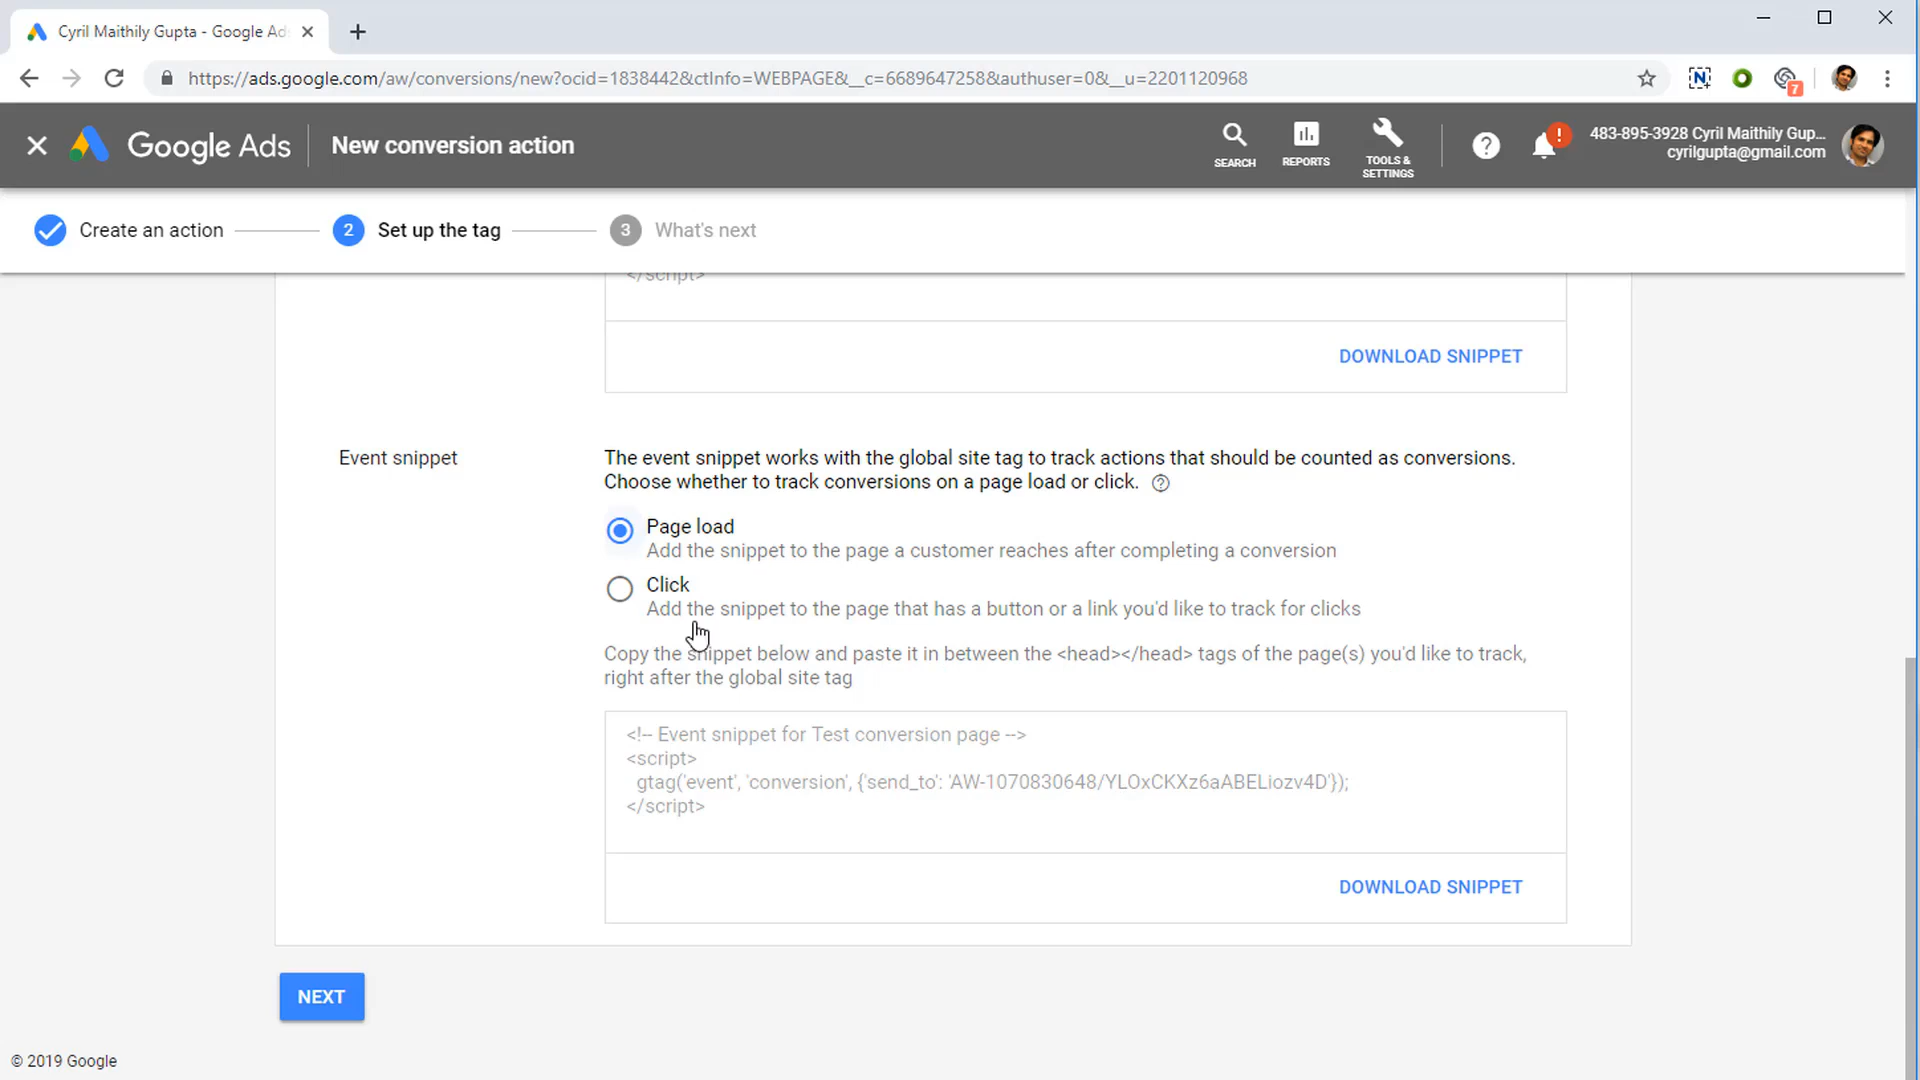 Cyril Maithily Gupta - Google Ads
https://ads.google.com/aw/conversions/new?ocid=1838442&ctInfo=WEBPAGE&__c=6689647258&authuser=0&__u=2201120968
7
Google Ads
New conversion action
SEARCH
REPORTS
TOOLS &
SETTINGS
?
!
483-895-3928 Cyril Maithily Gup...
cyrilgupta@gmail.com
Create an action
2
Set up the tag
3
What's next
</script>
DOWNLOAD SNIPPET
Event snippet
The event snippet works with the global site tag to track actions that should be counted as conversions.
Choose whether to track conversions on a page load or click. ?
Page load
Add the snippet to the page a customer reaches after completing a conversion
Click
Add the snippet to the page that has a button or a link you'd like to track for clicks
Copy the snippet below and paste it in between the <head></head> tags of the page(s) you'd like to track,
right after the global site tag
<!-- Event snippet for Test conversion page -->
<script>
gtag('event', 'conversion', {'send_to': 'AW-1070830648/YLOxCKXz6aABELiozv4D'});
</script>
DOWNLOAD SNIPPET
NEXT
© 2019 Google